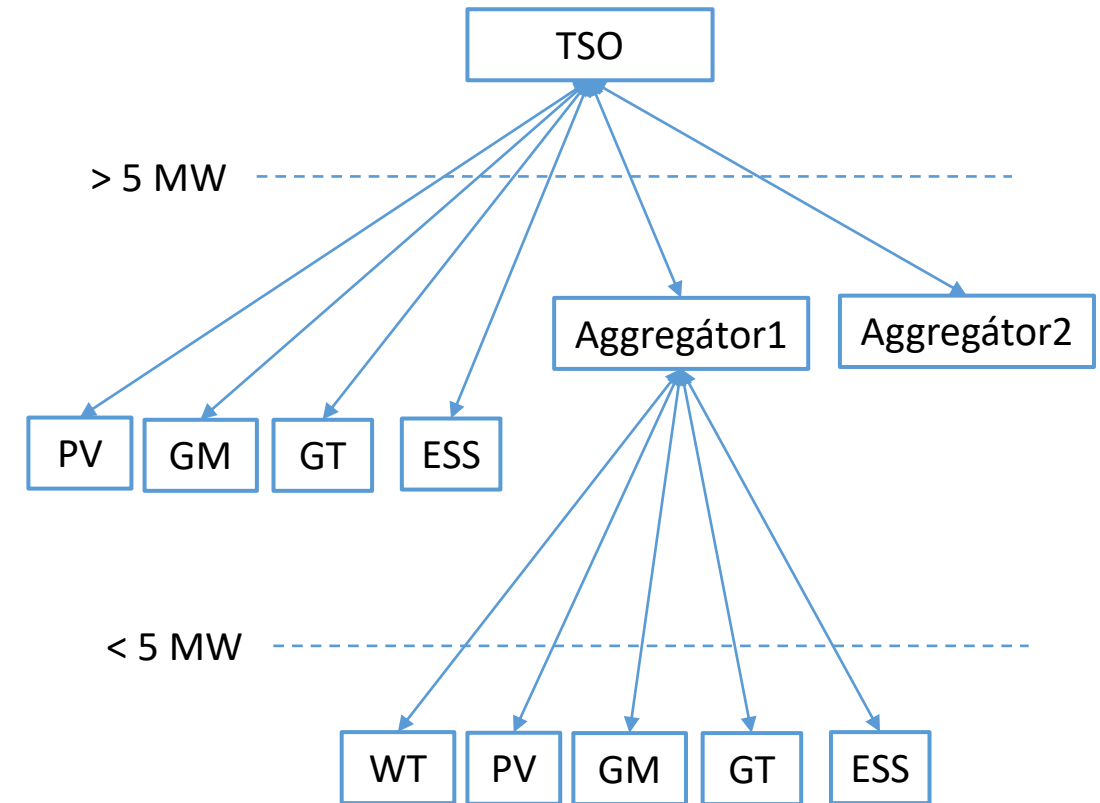 TSO
> 5 MW
Aggregátor1
Aggregátor2
PV
GM
GT
ESS
< 5 MW
WT
PV
GM
GT
ESS